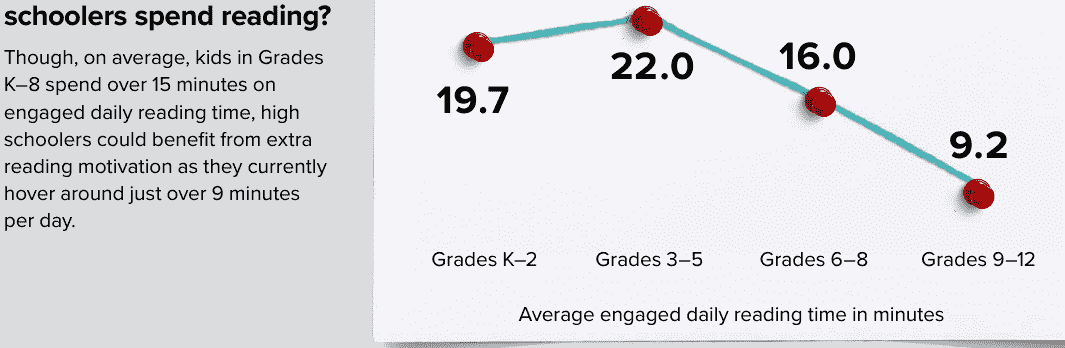 schoolers spend reading?
Though, on average, kids in Grades
K–8 spend over 15 minutes on
engaged daily reading time, high
schoolers could benefit from extra
reading motivation as they currently
hover around just over 9 minutes
per day.
19.7
22.0
16.0
9.2
Grades K–2
Grades 3–5
Grades 6–8
Grades 9–12
Average engaged daily reading time in minutes